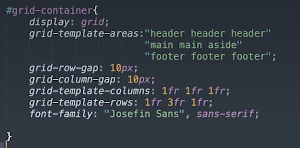 #grid-container{
display: grid;
grid-template-areas:"header header header"
"main main aside"
"footer footer footer";
grid-row-gap: 10px;
grid-column-gap: 10px;
grid-template-columns: 1fr 1fr 1fr;
grid-template-rows: 1fr 3fr 1fr;
font-family: "Josefin Sans", sans-serif;
}